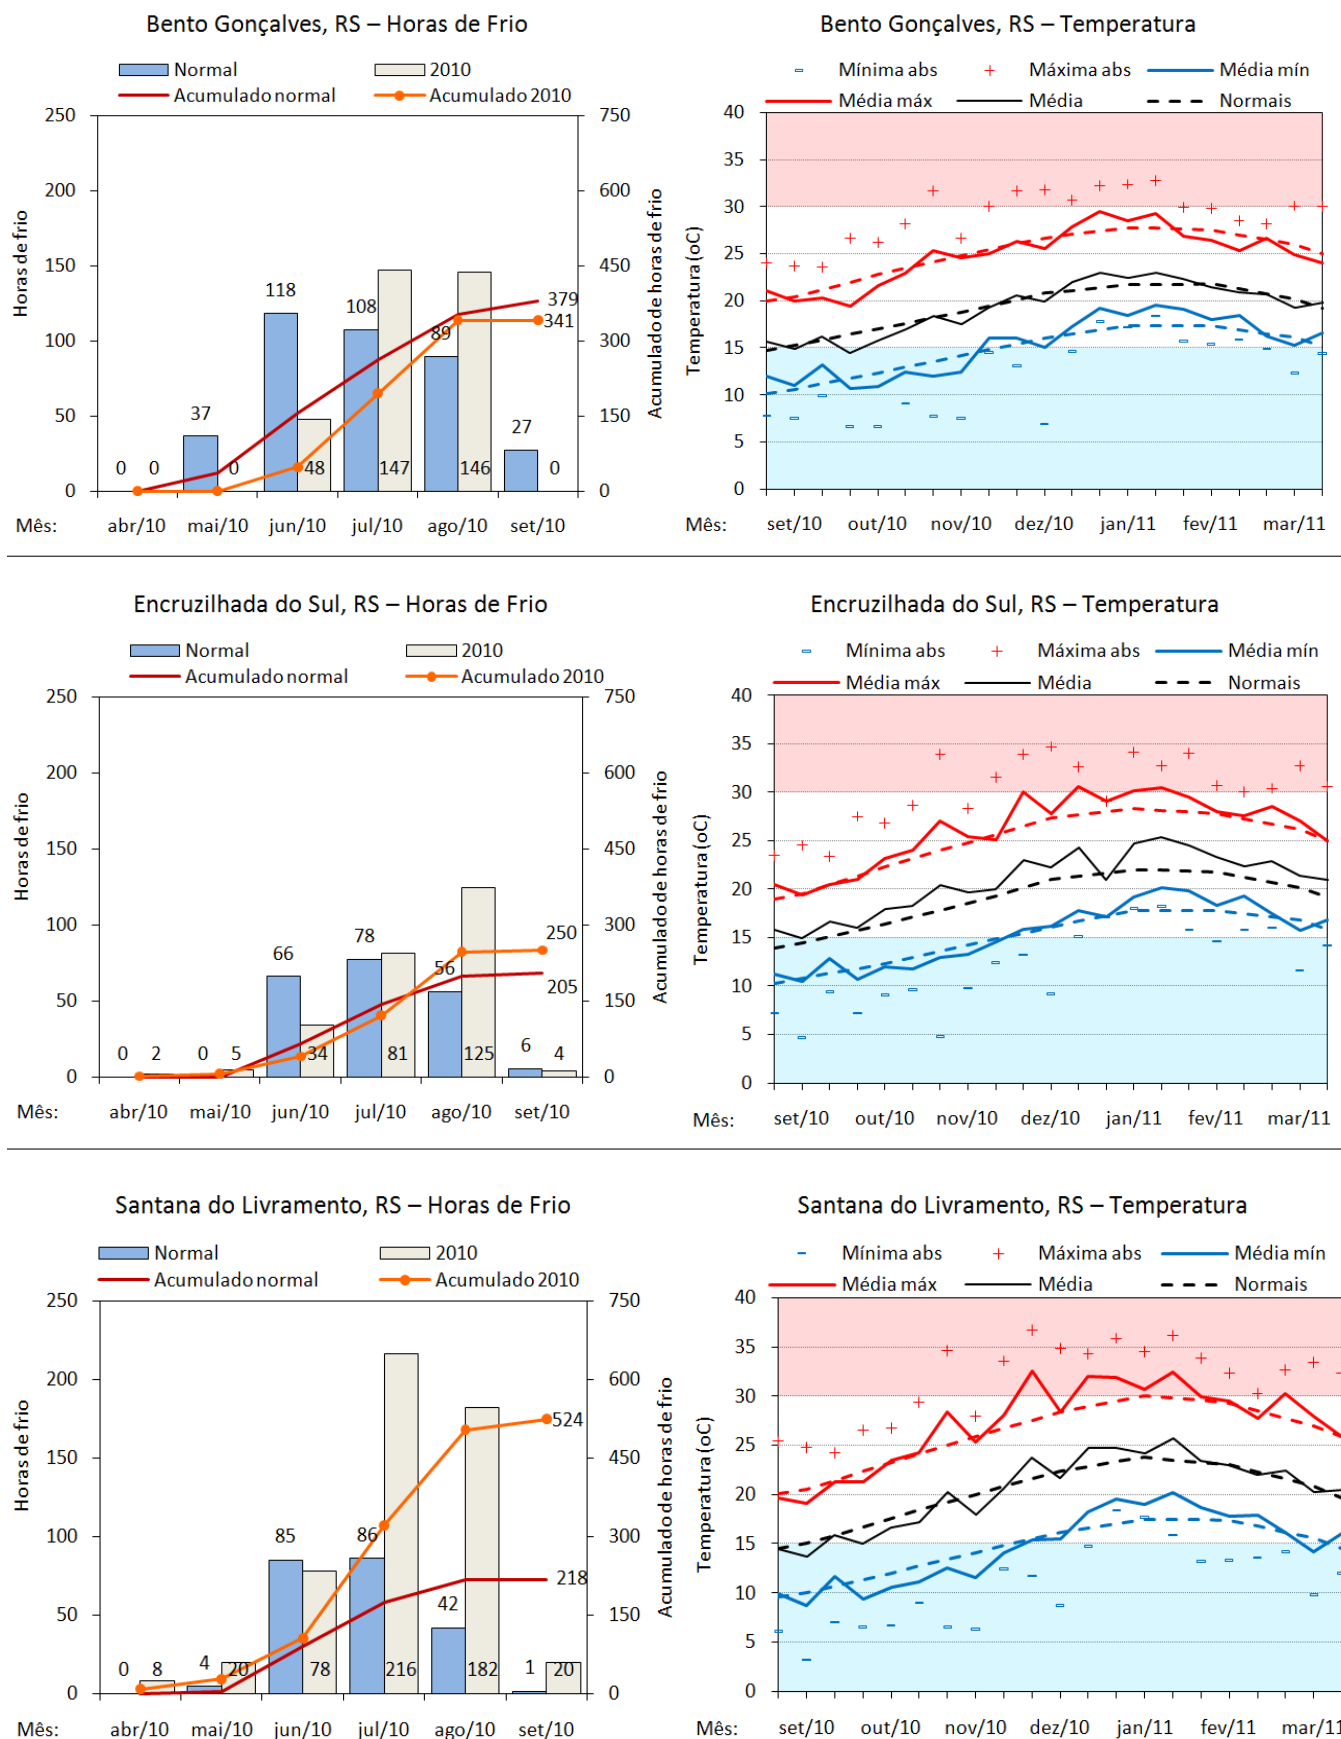 Bento Gonçalves, RS – Horas de Frio
Normal 2010
Acumulado normal Acumulado 2010
250 750
200 600
150 450
100 300
50 150
0 0
Horas de frio
Acumulado de horas de frio
0 0 37 0 118 48 108 147 89 146 27 0
379
341
Mês: abr/10 mai/10 jun/10 jul/10 ago/10 set/10
Bento Gonçalves, RS – Temperatura
Mínima abs Máxima abs Média mín
Média máx Média Normais
40
35
30
25
20
15
10
5
0
Temperatura (oC)
Mês: set/10 out/10 nov/10 dez/10 jan/11 fev/11 mar/11
Encruzilhada do Sul, RS – Horas de Frio
Normal 2010
Acumulado normal Acumulado 2010
250 750
200 600
150 450
100 300
50 150
0 0
Horas de frio
Acumulado de horas de frio
0 2 0 5 66 34 78 81 56 125 6 4
250
205
Mês: abr/10 mai/10 jun/10 jul/10 ago/10 set/10
Encruzilhada do Sul, RS – Temperatura
Mínima abs Máxima abs Média mín
Média máx Média Normais
40
35
30
25
20
15
10
5
0
Temperatura (oC)
Mês: set/10 out/10 nov/10 dez/10 jan/11 fev/11 mar/11
Santana do Livramento, RS – Horas de Frio
Normal 2010
Acumulado normal Acumulado 2010
250 750
200 600
150 450
100 300
50 150
0 0
Horas de frio
Acumulado de horas de frio
0 8 4 20 85 78 86 216 42 182 1 20
524
218
Mês: abr/10 mai/10 jun/10 jul/10 ago/10 set/10
Santana do Livramento, RS – Temperatura
Mínima abs Máxima abs Média mín
Média máx Média Normais
40
35
30
25
20
15
10
5
0
Temperatura (oC)
Mês: set/10 out/10 nov/10 dez/10 jan/11 fev/11 mar/11